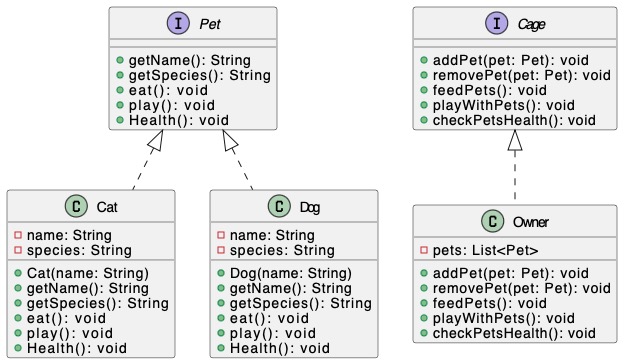 I Pet
getName(): String
getSpecies(): String
eat(): void
play(): void
Health(): void
I Cage
addPet(pet: Pet): void
removePet(pet: Pet): void
feedPets(): void
playWithPets(): void
checkPetsHealth(): void
C Cat
name: String
species: String
Cat(name: String)
getName(): String
getSpecies(): String
eat(): void
play(): void
Health(): void
C Dog
name: String
species: String
Dog(name: String)
getName(): String
getSpecies(): String
eat(): void
play(): void
Health(): void
C Owner
pets: List<Pet>
addPet(pet: Pet): void
removePet(pet: Pet): void
feedPets(): void
playWithPets(): void
checkPetsHealth(): void